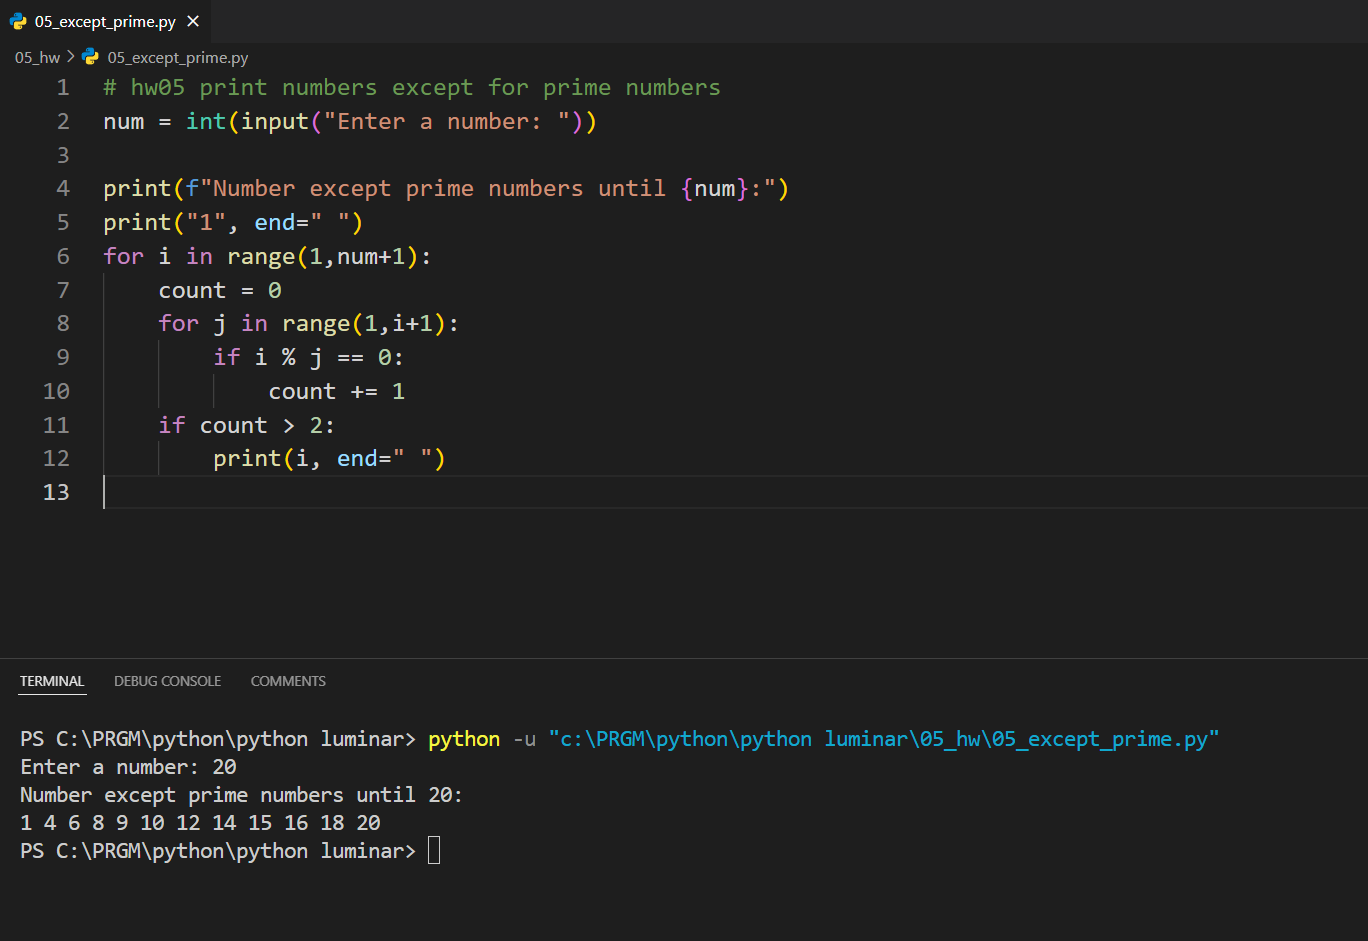 05_except_prime.py
05_hw > 05_except_prime.py
1 # hw05 print numbers except for prime numbers
2 num = int(input("Enter a number: "))
3
4 print(f"Number except prime numbers until {num}:")
5 print("1", end=" ")
6 for i in range(1,num+1):
7     count = 0
8     for j in range(1,i+1):
9         if i % j == 0:
10             count += 1
11     if count > 2:
12         print(i, end=" ")
13
TERMINAL DEBUG CONSOLE COMMENTS
PS C:\PRGM\python\python luminar> python -u "c:\PRGM\python\python luminar\05_hw\05_except_prime.py"
Enter a number: 20
Number except prime numbers until 20:
1 4 6 8 9 10 12 14 15 16 18 20
PS C:\PRGM\python\python luminar>